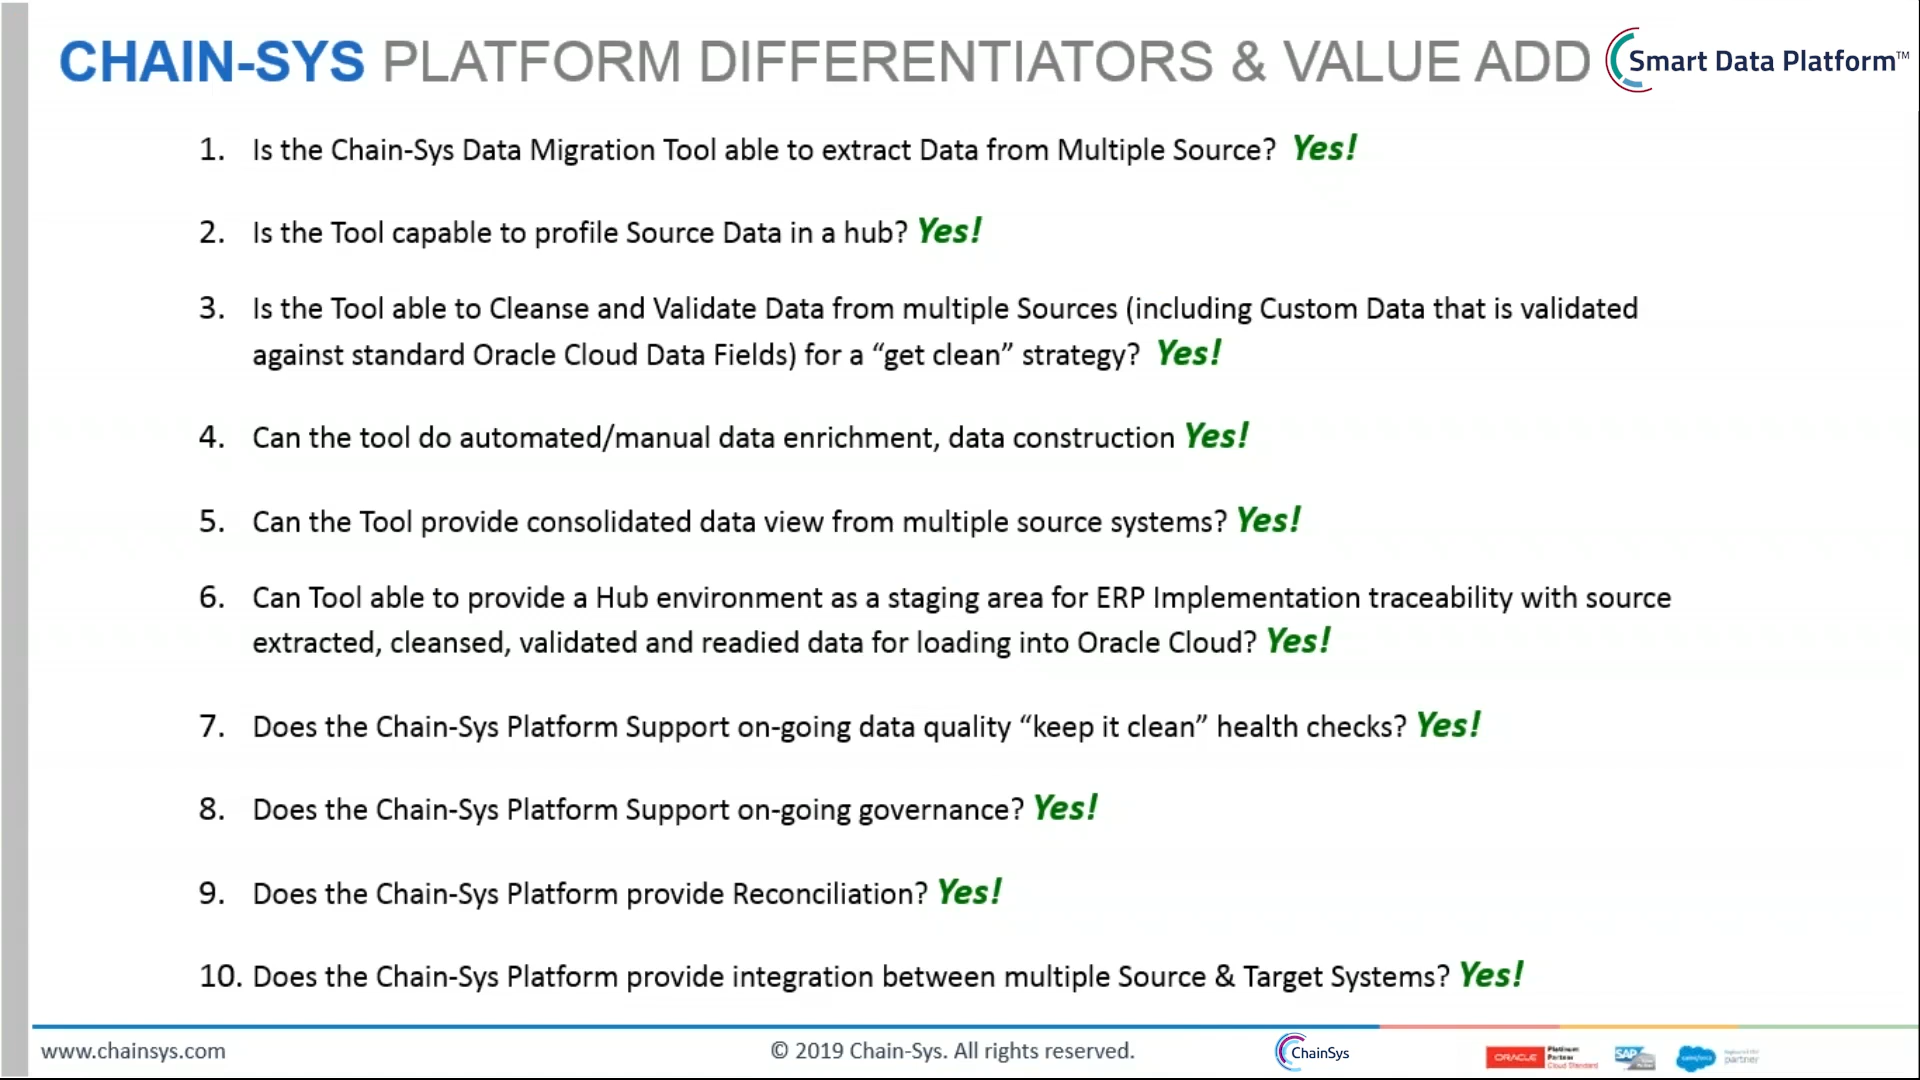 CHAIN-SYS PLATFORM DIFFERENTIATORS & VALUE ADD
Smart Data Platform™
1. Is the Chain-Sys Data Migration Tool able to extract Data from Multiple Source? Yes!
2. Is the Tool capable to profile Source Data in a hub? Yes!
3. Is the Tool able to Cleanse and Validate Data from multiple Sources (including Custom Data that is validated
against standard Oracle Cloud Data Fields) for a “get clean” strategy? Yes!
4. Can the tool do automated/manual data enrichment, data construction Yes!
5. Can the Tool provide consolidated data view from multiple source systems? Yes!
6. Can Tool able to provide a Hub environment as a staging area for ERP Implementation traceability with source
extracted, cleansed, validated and readied data for loading into Oracle Cloud? Yes!
7. Does the Chain-Sys Platform Support on-going data quality “keep it clean” health checks? Yes!
8. Does the Chain-Sys Platform Support on-going governance? Yes!
9. Does the Chain-Sys Platform provide Reconciliation? Yes!
10. Does the Chain-Sys Platform provide integration between multiple Source & Target Systems? Yes!
www.chainsys.com
© 2019 Chain-Sys. All rights reserved.
ChainSys
ORACLE
Platinum
Partner
Cloud Standard
SAP
salesforce
partner